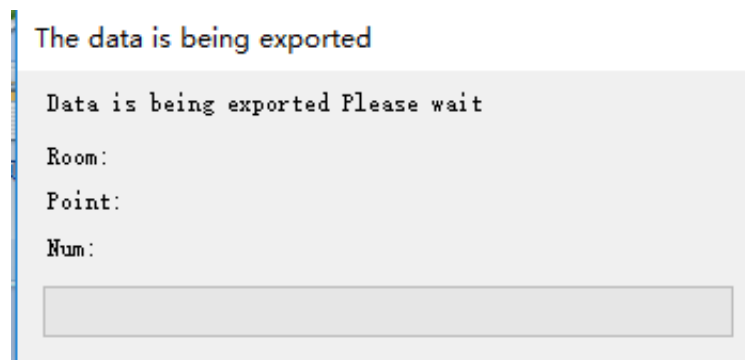 The data is being exported
Data is being exported Please wait
Room:
Point:
Num: